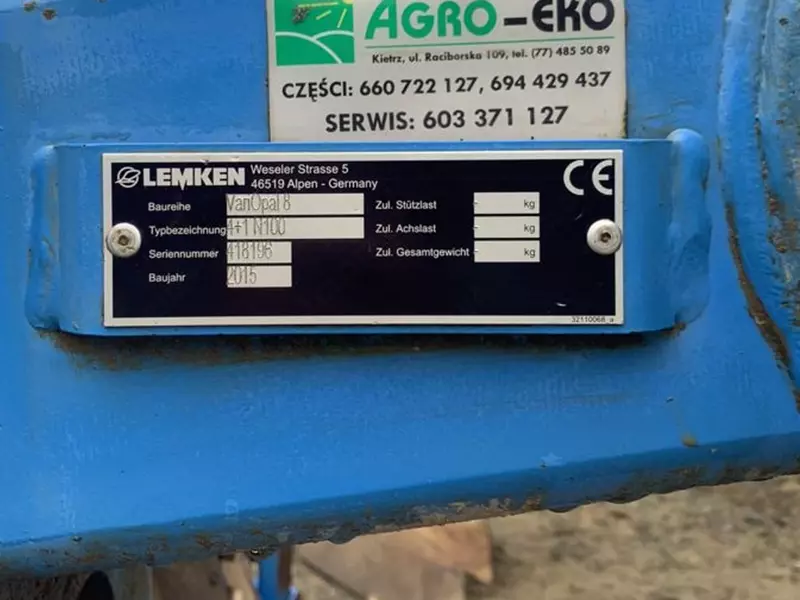 AGRO-EKO
Kietrz, ul. Raciborska 109, tel. (77) 485 50 89
CZĘŚCI: 660 722 127, 694 429 437
SERWIS: 603 371 127
LEMKEN
Weseler Strasse 5
46519 Alpen - Germany
CE
Baureihe VariOpal 8
Typbezeichnung 4+1 N100
Seriennummer 418196
Baujahr 2015
Zul. Stützlast - kg
Zul. Achslast - kg
Zul. Gesamtgewicht - kg
32110068_a